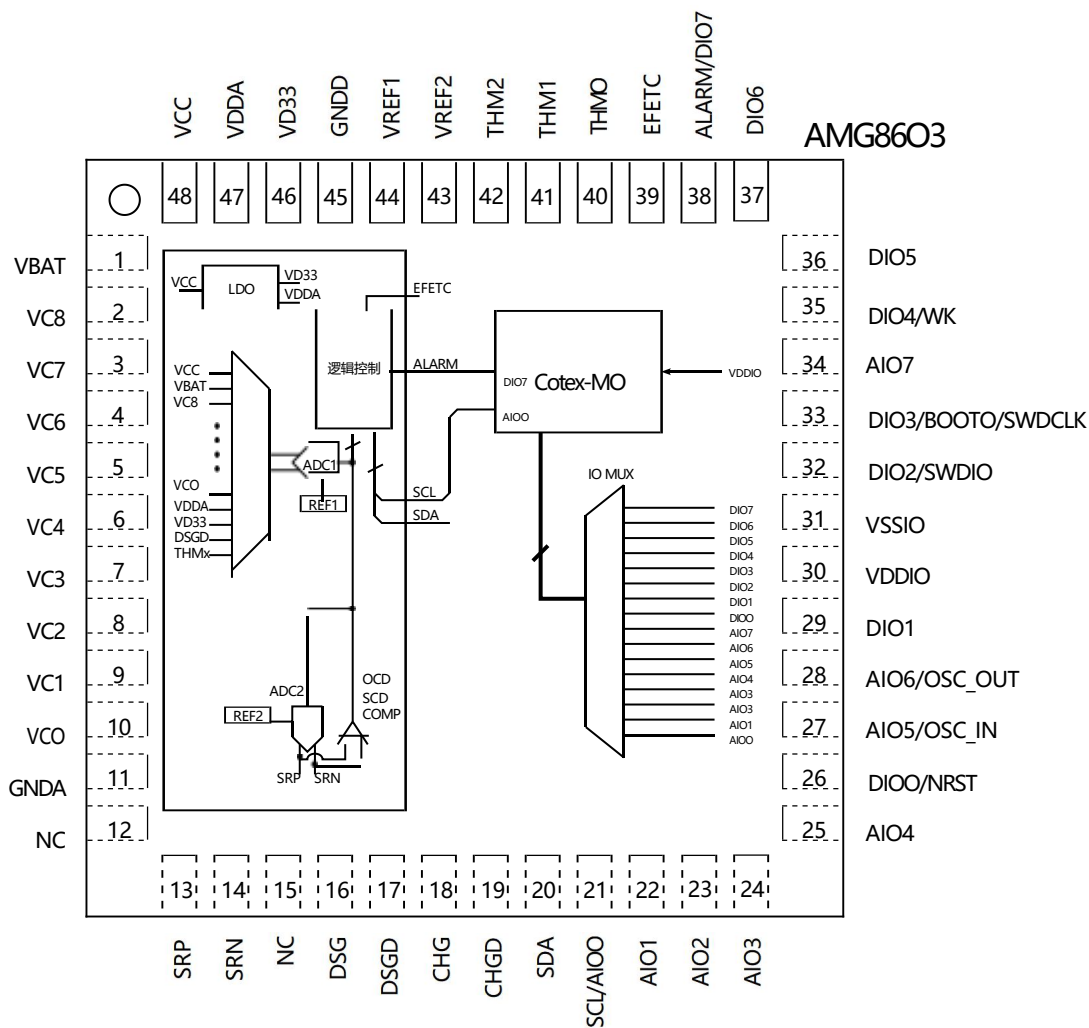 VCC
VDDA
VD33
GNDD
VREF1
VREF2
THM2
THM1
THMO
EFETC
ALARM/DIO7
DIO6
AMG86O3
48
47
46
45
44
43
42
41
40
39
38
37
VBAT
1
VC8
2
VC7
3
VC6
4
VC5
5
VC4
6
VC3
7
VC2
8
VC1
9
VCO
10
GNDA
11
NC
12
VCC
LDO
VD33
VDDA
EFETC
逻辑控制
ALARM
DIO7
Cotex-MO
AIOO
VDDIO
VCC
VBAT
VC8
VCO
VDDA
VD33
DSGD
THMx
ADC1
REF1
SCL
SDA
IO MUX
DIO7
DIO6
DIO5
DIO4
DIO3
DIO2
DIO1
DIOO
AIO7
AIO6
AIO5
AIO4
AIO3
AIO3
AIO1
AIOO
ADC2
REF2
OCD
SCD
COMP
SRP
SRN
36
DIO5
35
DIO4/WK
34
AIO7
33
DIO3/BOOTO/SWDCLK
32
DIO2/SWDIO
31
VSSIO
30
VDDIO
29
DIO1
28
AIO6/OSC_OUT
27
AIO5/OSC_IN
26
DIOO/NRST
25
AIO4
13
14
15
16
17
18
19
20
21
22
23
24
SRP
SRN
NC
DSG
DSGD
CHG
CHGD
SDA
SCL/AIOO
AIO1
AIO2
AIO3